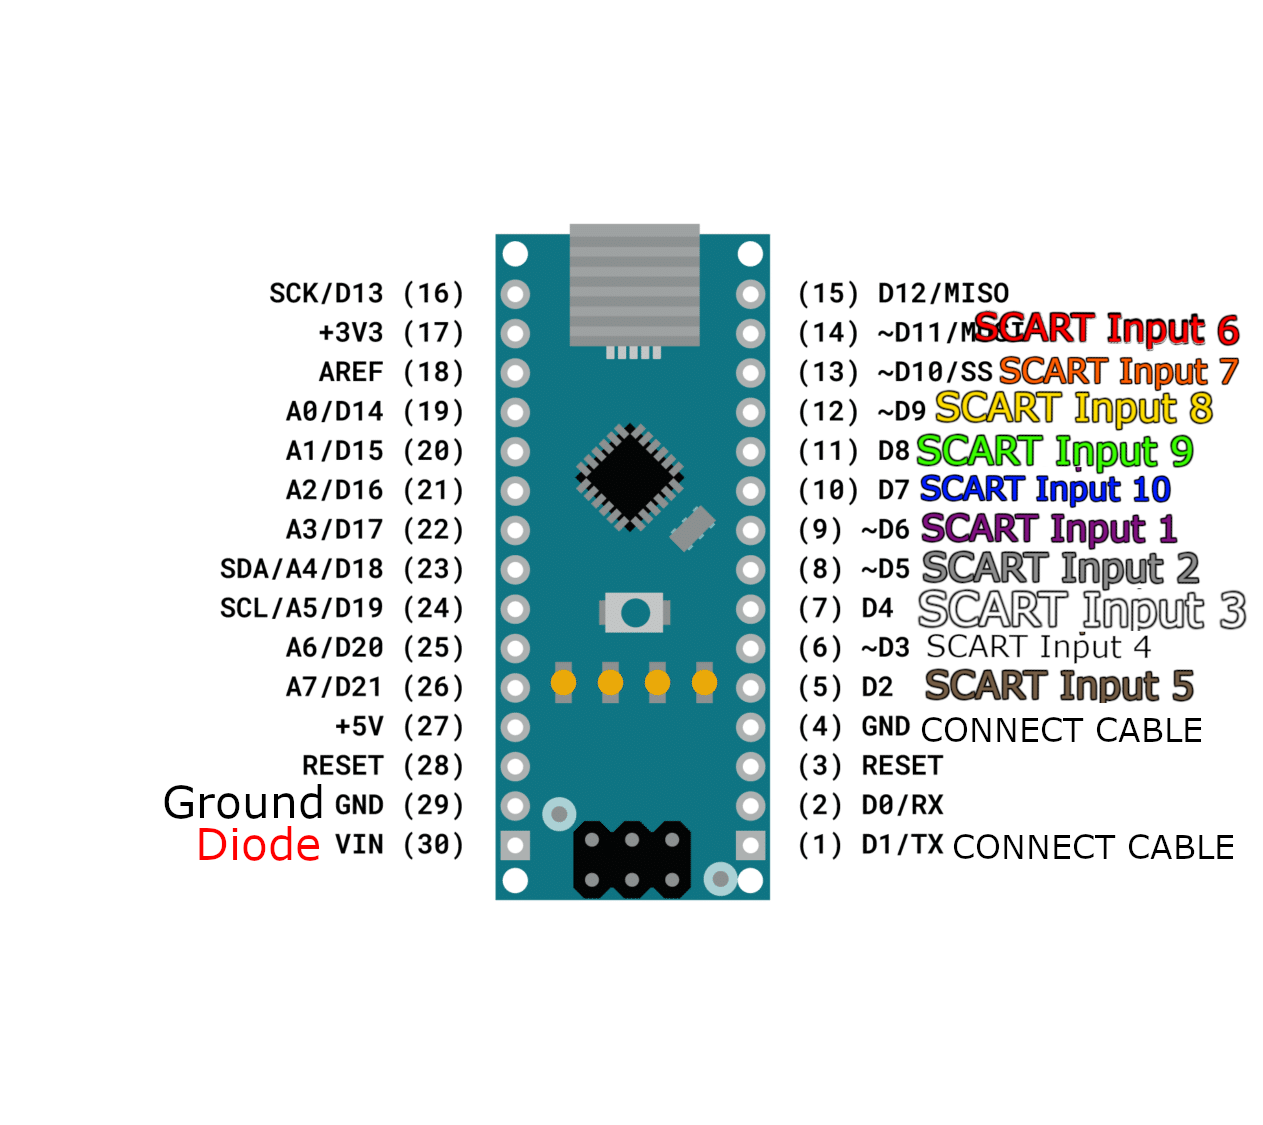 SCK/D13 (16)
+3V3 (17)
AREF (18)
A0/D14 (19)
A1/D15 (20)
A2/D16 (21)
A3/D17 (22)
SDA/A4/D18 (23)
SCL/A5/D19 (24)
A6/D20 (25)
A7/D21 (26)
+5V (27)
RESET (28)
Ground GND (29)
Diode VIN (30)
(15) D12/MISO
(14) ~D11/MOSI SCART Input 6
(13) ~D10/SS SCART Input 7
(12) ~D9 SCART Input 8
(11) D8 SCART Input 9
(10) D7 SCART Input 10
(9) ~D6 SCART Input 1
(8) ~D5 SCART Input 2
(7) D4 SCART Input 3
(6) ~D3 SCART Input 4
(5) D2 SCART Input 5
(4) GND CONNECT CABLE
(3) RESET
(2) D0/RX
(1) D1/TX CONNECT CABLE